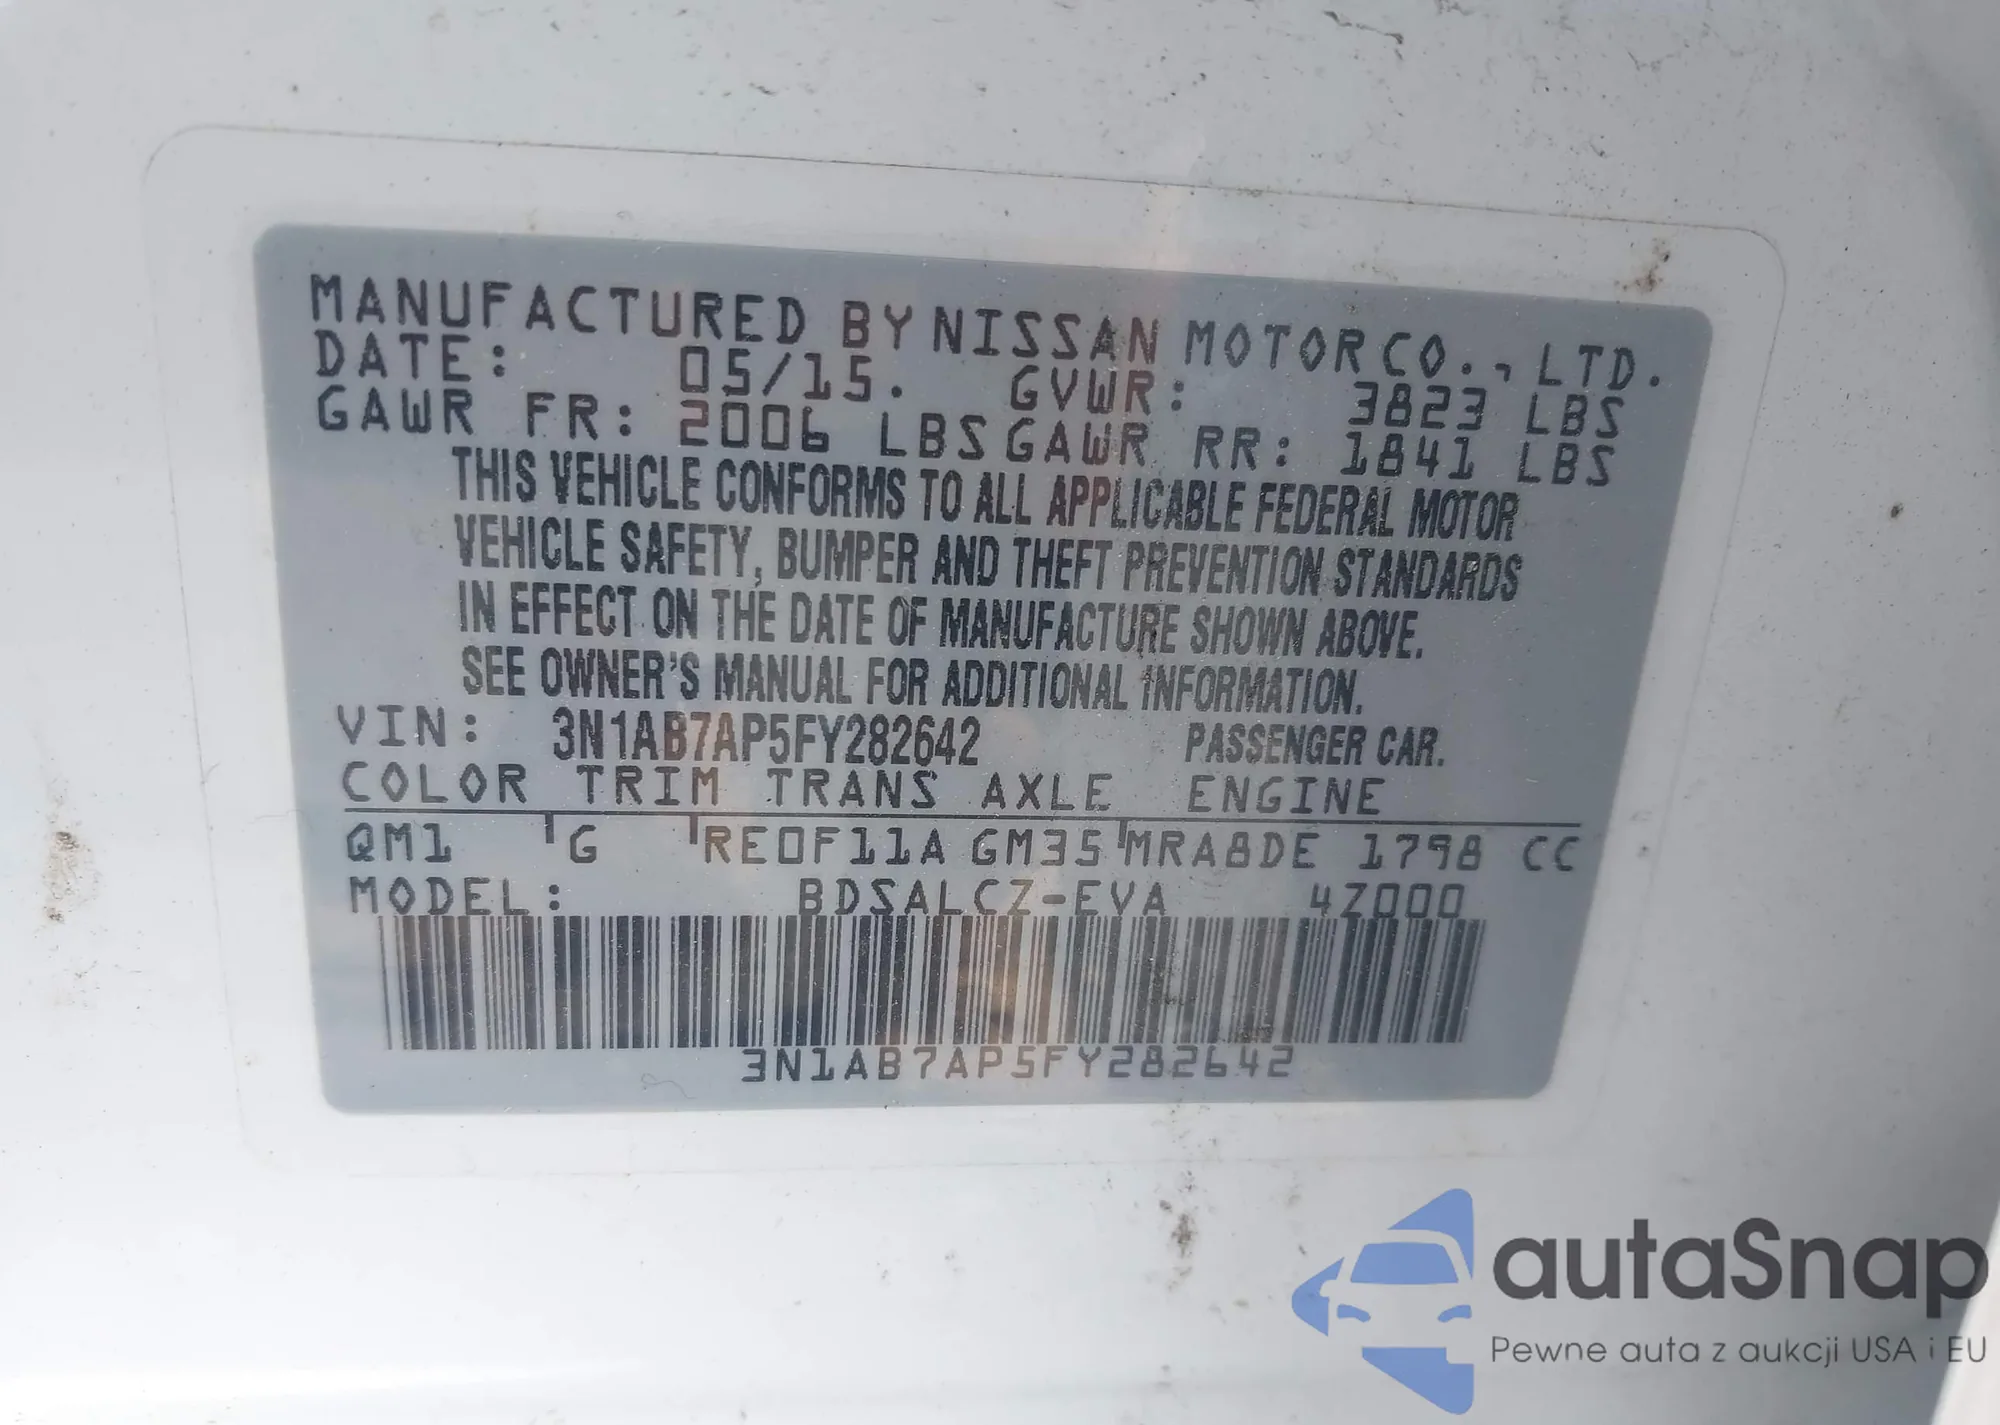 MANUFACTURED BY NISSAN MOTOR CO., LTD.
DATE: 05/15. GVWR: 3823 LBS
GAWR FR: 2006 LBS GAWR RR: 1841 LBS
THIS VEHICLE CONFORMS TO ALL APPLICABLE FEDERAL MOTOR
VEHICLE SAFETY, BUMPER AND THEFT PREVENTION STANDARDS
IN EFFECT ON THE DATE OF MANUFACTURE SHOWN ABOVE.
SEE OWNER'S MANUAL FOR ADDITIONAL INFORMATION.
VIN: 3N1AB7AP5FY282642 PASSENGER CAR.
COLOR TRIM TRANS AXLE ENGINE
QM1 G RE0F11A GM35 MRA8DE 1798 CC
MODEL: BDSALCZ-EVA 4Z000
3N1AB7AP5FY282642
autaSnap
Pewne auta z aukcji USA i EU